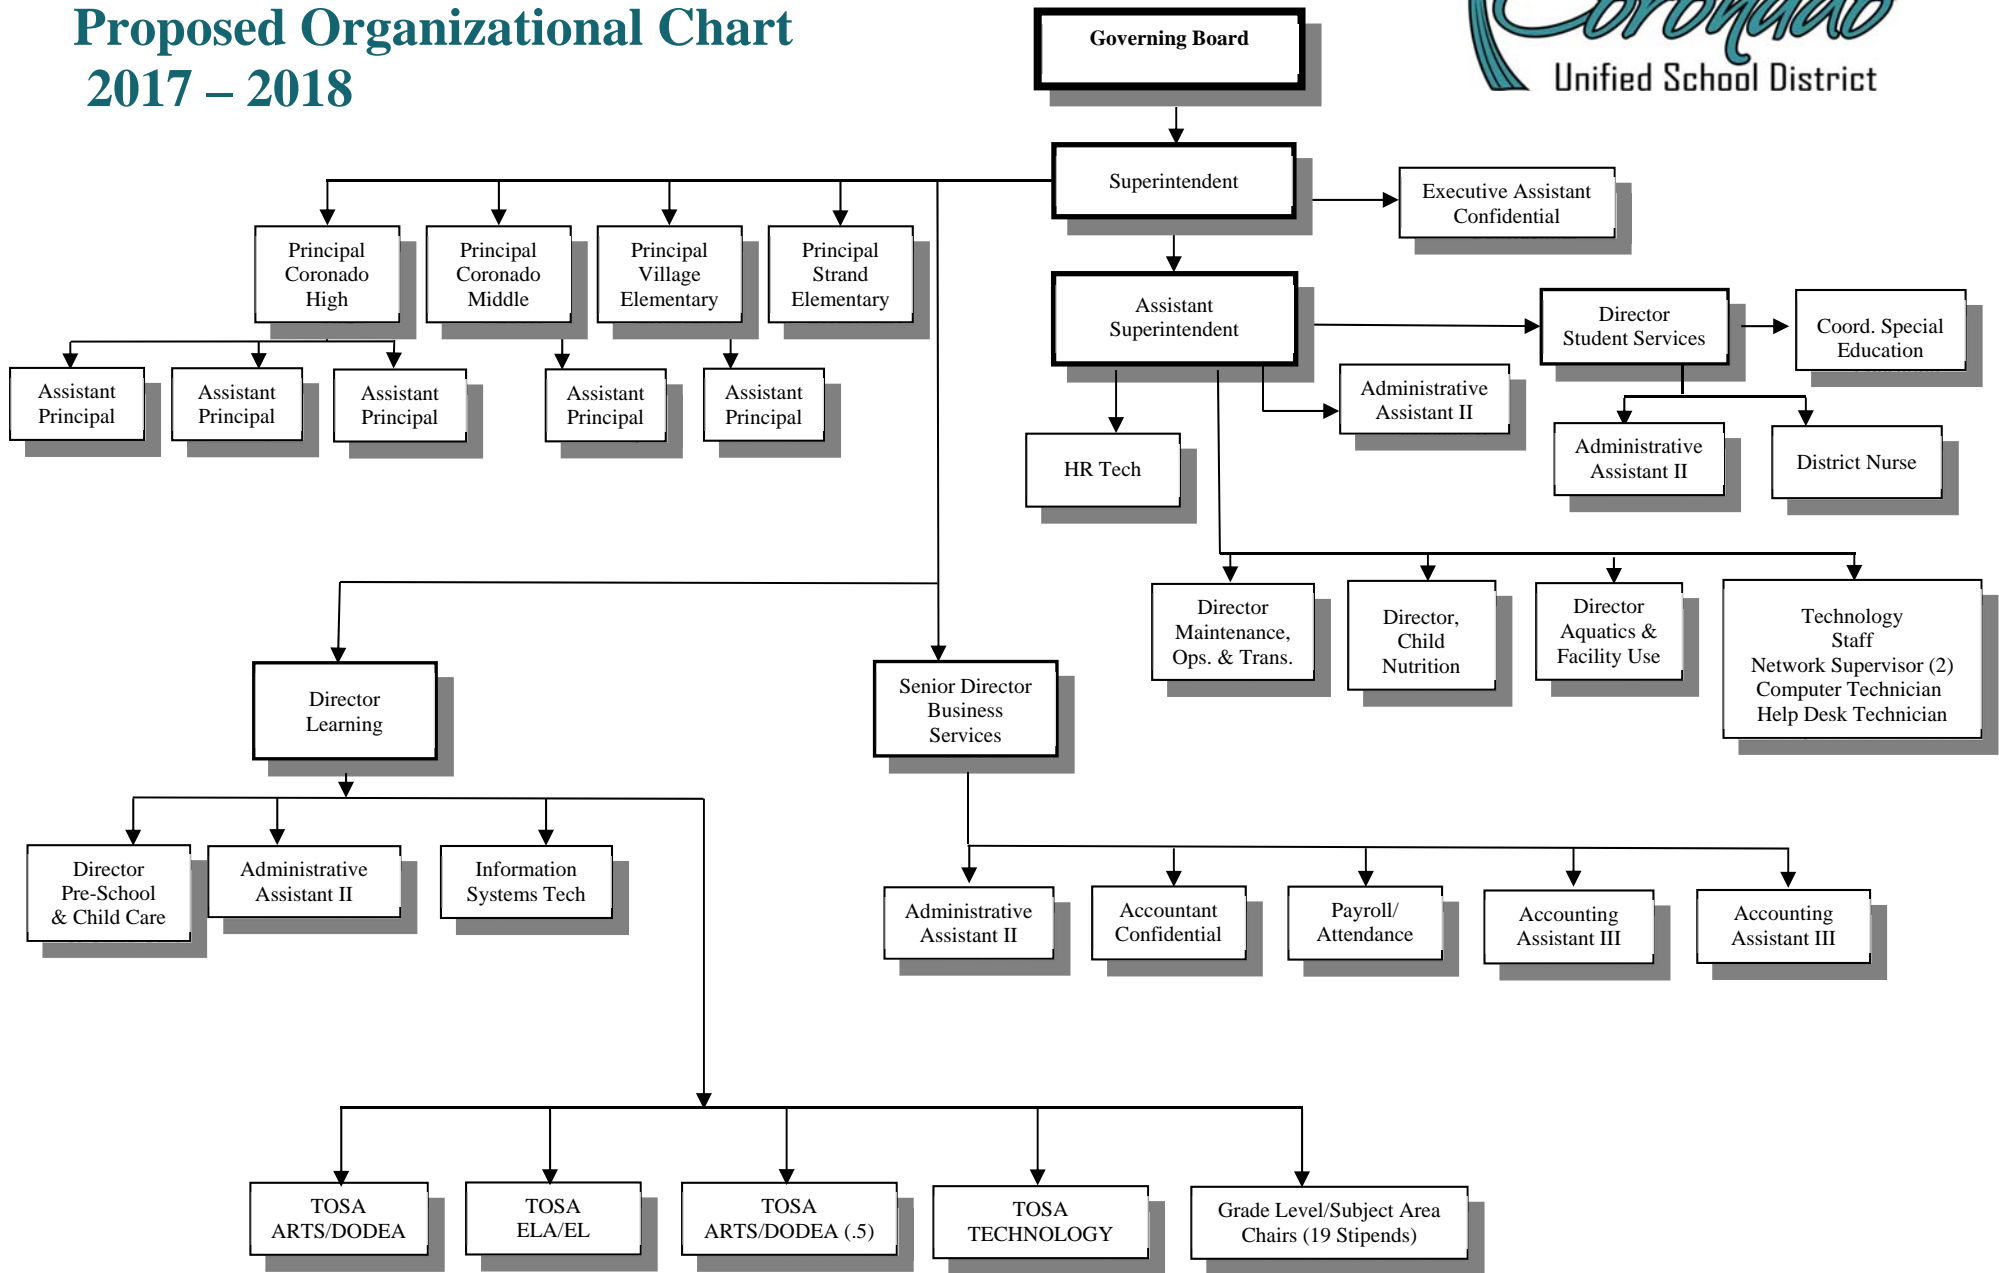 Proposed Organizational Chart
2017 – 2018
Coronado
Unified School District
Governing Board
Superintendent
Executive Assistant
Confidential
Principal
Coronado
High
Principal
Coronado
Middle
Principal
Village
Elementary
Principal
Strand
Elementary
Assistant
Superintendent
Director
Student Services
Coord. Special
Education
Assistant
Principal
Assistant
Principal
Assistant
Principal
Assistant
Principal
Assistant
Principal
Administrative
Assistant II
HR Tech
Administrative
Assistant II
District Nurse
Director
Maintenance,
Ops. & Trans.
Director,
Child
Nutrition
Director
Aquatics &
Facility Use
Technology
Staff
Network Supervisor (2)
Computer Technician
Help Desk Technician
Director
Learning
Senior Director
Business
Services
Director
Pre-School
& Child Care
Administrative
Assistant II
Information
Systems Tech
Administrative
Assistant II
Accountant
Confidential
Payroll/
Attendance
Accounting
Assistant III
Accounting
Assistant III
TOSA
ARTS/DODEA
TOSA
ELA/EL
TOSA
ARTS/DODEA (.5)
TOSA
TECHNOLOGY
Grade Level/Subject Area
Chairs (19 Stipends)